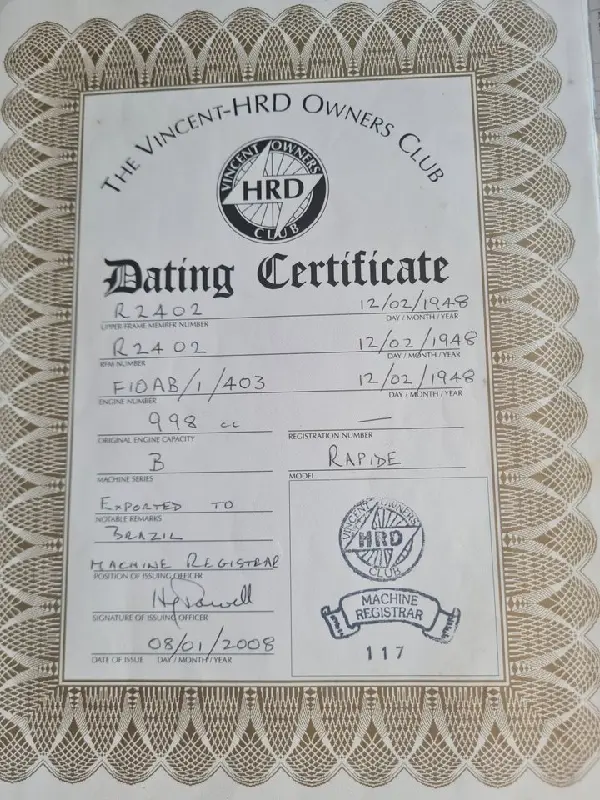 THE VINCENT-HRD OWNERS CLUB
VINCENT OWNERS
HRD
CLUB
Dating Certificate
R2402 12/02/1948
UPPER FRAME MEMBER NUMBER DAY / MONTH / YEAR
R2402 12/02/1948
RFM NUMBER DAY / MONTH / YEAR
F10AB/1/403 12/02/1948
ENGINE NUMBER DAY / MONTH / YEAR
998 cc —
ORIGINAL ENGINE CAPACITY REGISTRATION NUMBER
B RAPIDE
MACHINE SERIES MODEL
EXPORTED TO
NOTABLE REMARKS
BRAZIL
MACHINE REGISTRAR
POSITION OF ISSUING OFFICER
SIGNATURE OF ISSUING OFFICER
08/01/2008
DATE OF ISSUE DAY / MONTH / YEAR
VINCENT OWNERS
HRD
CLUB
MACHINE
REGISTRAR
117